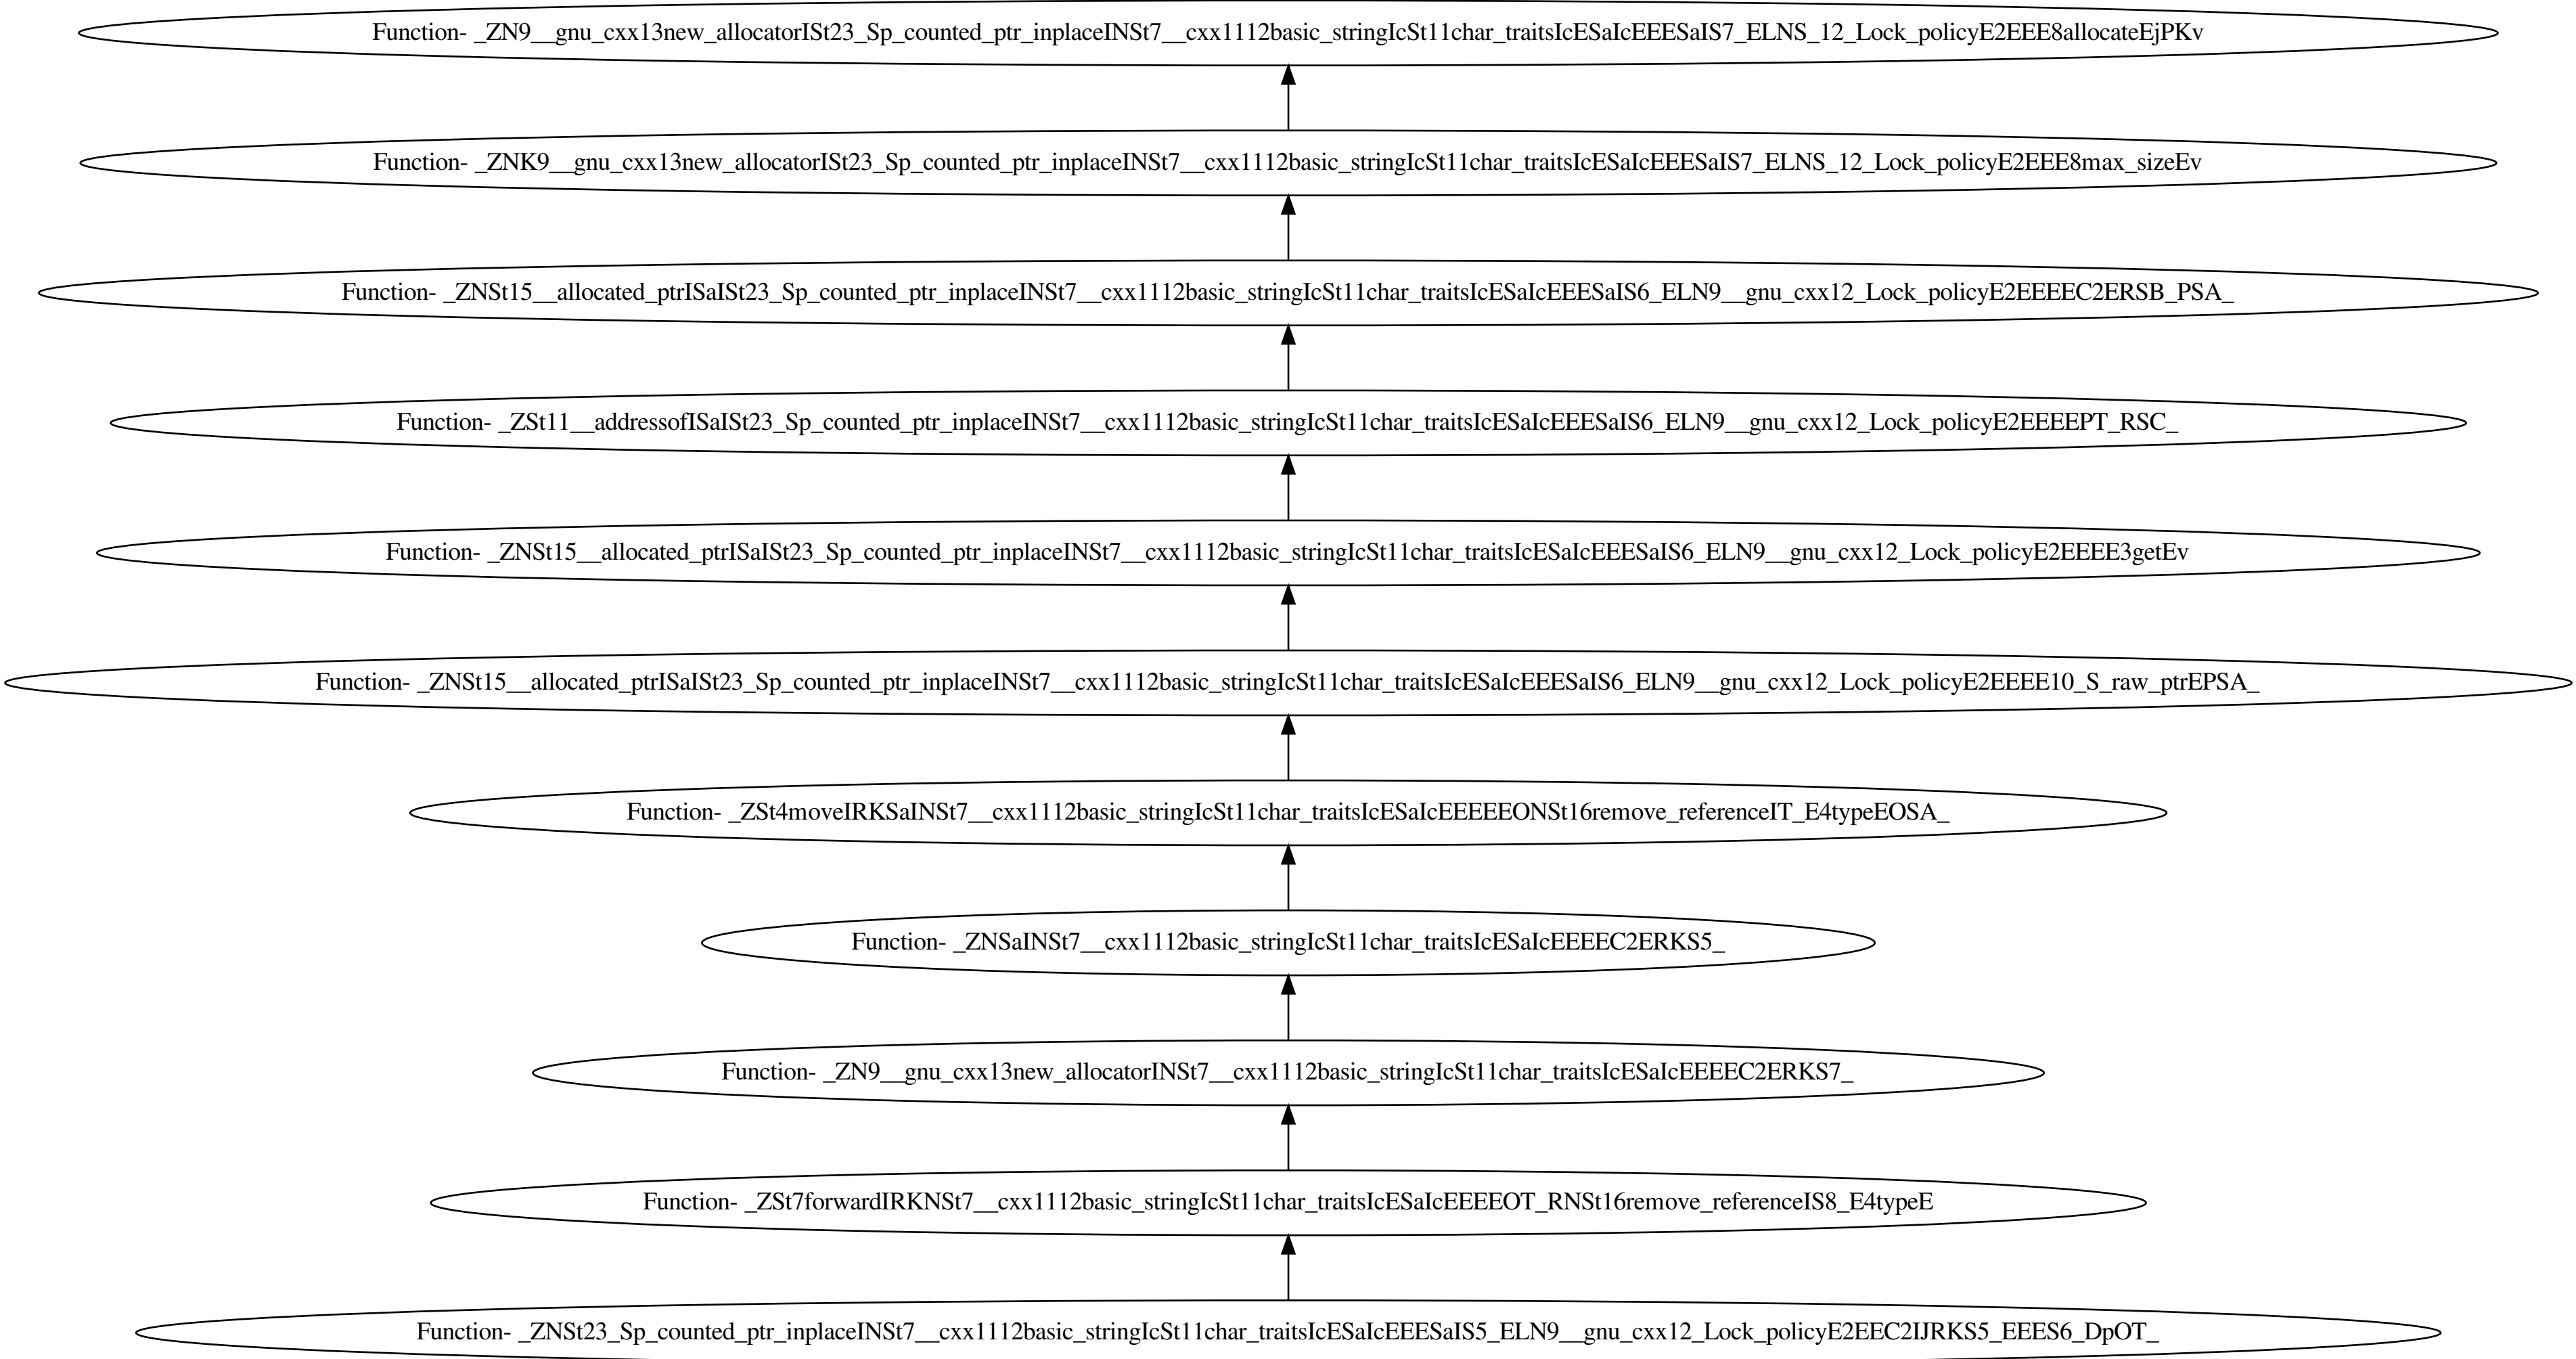 Function- _ZN9__gnu_cxx13new_allocatorISt23_Sp_counted_ptr_inplaceINSt7__cxx1112basic_stringIcSt11char_traitsIcESaIcEEESaIS7_ELNS_12_Lock_policyE2EEE8allocateEjPKv
Function- _ZNK9__gnu_cxx13new_allocatorISt23_Sp_counted_ptr_inplaceINSt7__cxx1112basic_stringIcSt11char_traitsIcESaIcEEESaIS7_ELNS_12_Lock_policyE2EEE8max_sizeEv
Function- _ZNSt15__allocated_ptrISaISt23_Sp_counted_ptr_inplaceINSt7__cxx1112basic_stringIcSt11char_traitsIcESaIcEEESaIS6_ELN9__gnu_cxx12_Lock_policyE2EEEEC2ERSB_PSA_
Function- _ZSt11__addressofISaISt23_Sp_counted_ptr_inplaceINSt7__cxx1112basic_stringIcSt11char_traitsIcESaIcEEESaIS6_ELN9__gnu_cxx12_Lock_policyE2EEEEPT_RSC_
Function- _ZNSt15__allocated_ptrISaISt23_Sp_counted_ptr_inplaceINSt7__cxx1112basic_stringIcSt11char_traitsIcESaIcEEESaIS6_ELN9__gnu_cxx12_Lock_policyE2EEEE3getEv
Function- _ZNSt15__allocated_ptrISaISt23_Sp_counted_ptr_inplaceINSt7__cxx1112basic_stringIcSt11char_traitsIcESaIcEEESaIS6_ELN9__gnu_cxx12_Lock_policyE2EEEE10_S_raw_ptrEPSA_
Function- _ZSt4moveIRKSaINSt7__cxx1112basic_stringIcSt11char_traitsIcESaIcEEEEEONSt16remove_referenceIT_E4typeEOSA_
Function- _ZNSaINSt7__cxx1112basic_stringIcSt11char_traitsIcESaIcEEEEC2ERKS5_
Function- _ZN9__gnu_cxx13new_allocatorINSt7__cxx1112basic_stringIcSt11char_traitsIcESaIcEEEEC2ERKS7_
Function- _ZSt7forwardIRKNSt7__cxx1112basic_stringIcSt11char_traitsIcESaIcEEEEOT_RNSt16remove_referenceIS8_E4typeE
Function- _ZNSt23_Sp_counted_ptr_inplaceINSt7__cxx1112basic_stringIcSt11char_traitsIcESaIcEEESaIS5_ELN9__gnu_cxx12_Lock_policyE2EEC2IJRKS5_EEES6_DpOT_